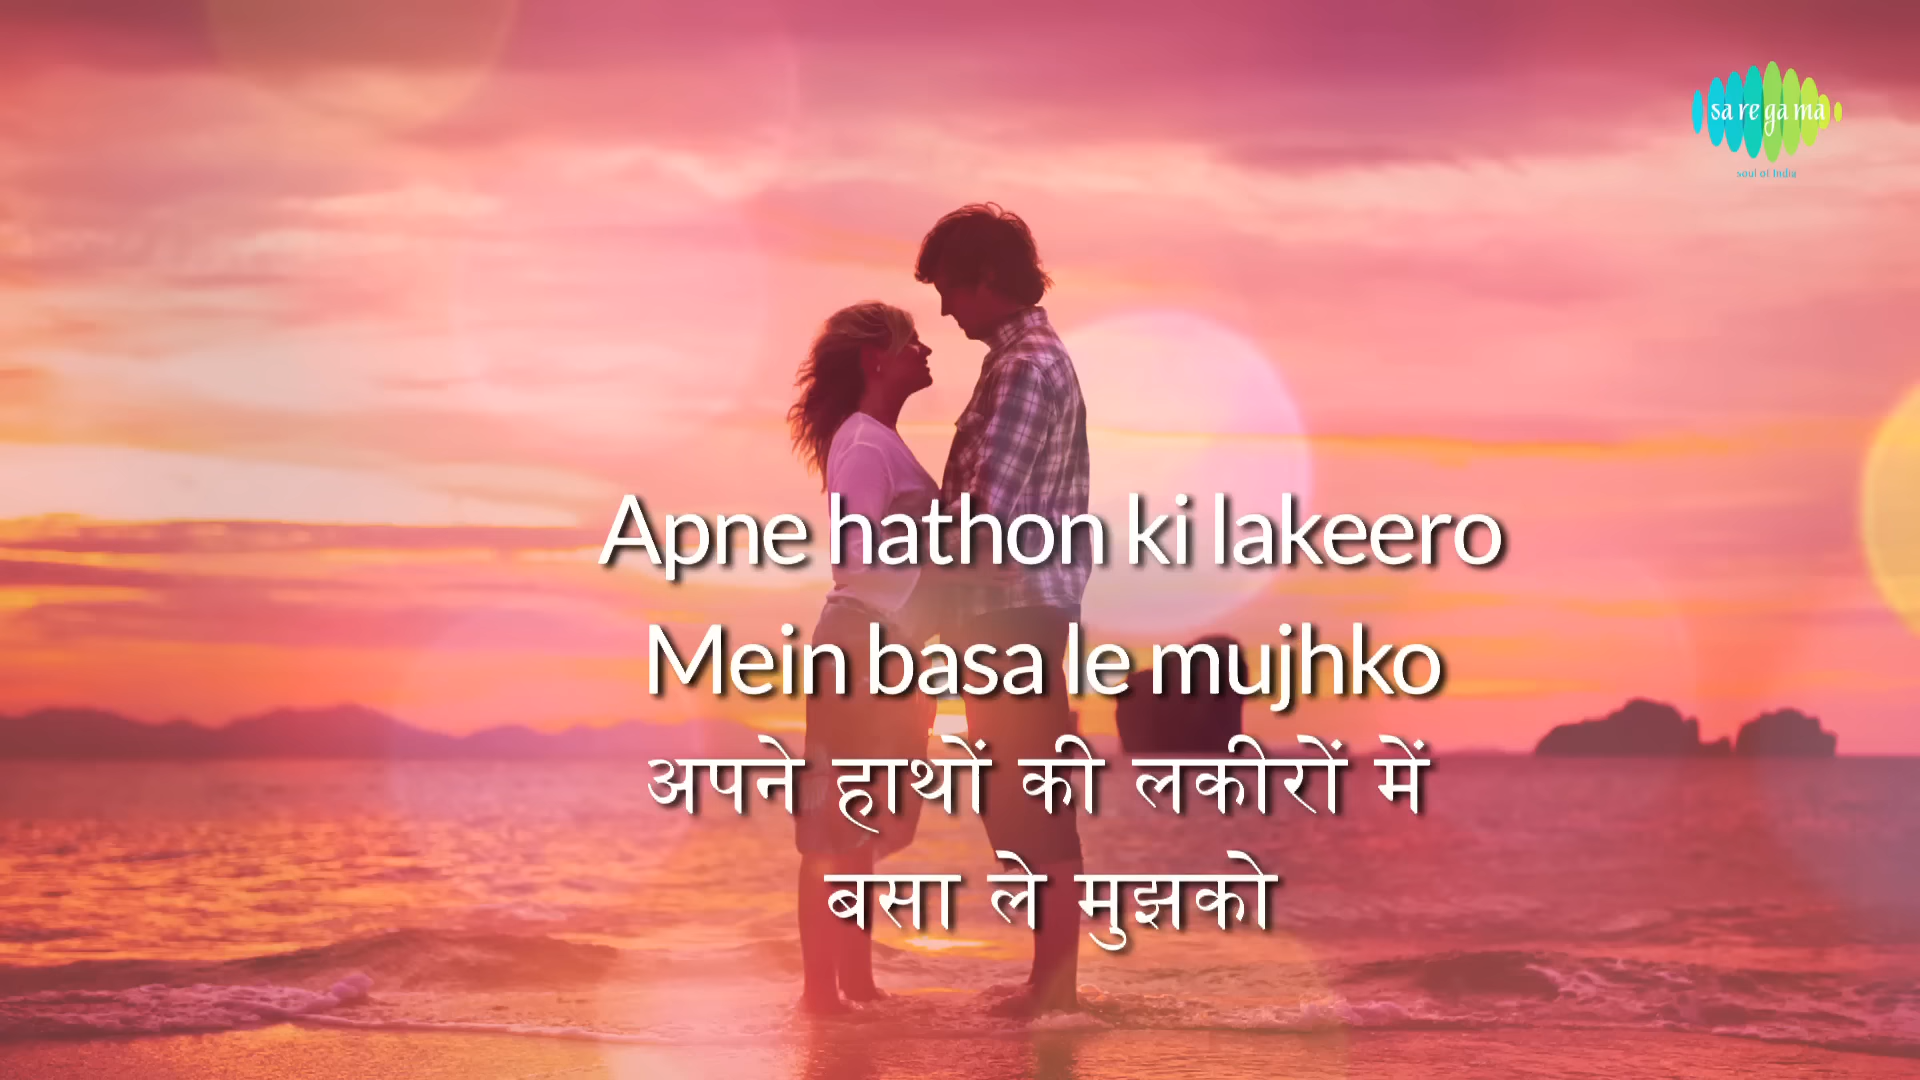 sa re ga ma
soul of India
Apne hathon ki lakeero
Mein basa le mujhko
अपने हाथों की लकीरों में
बसा ले मुझको